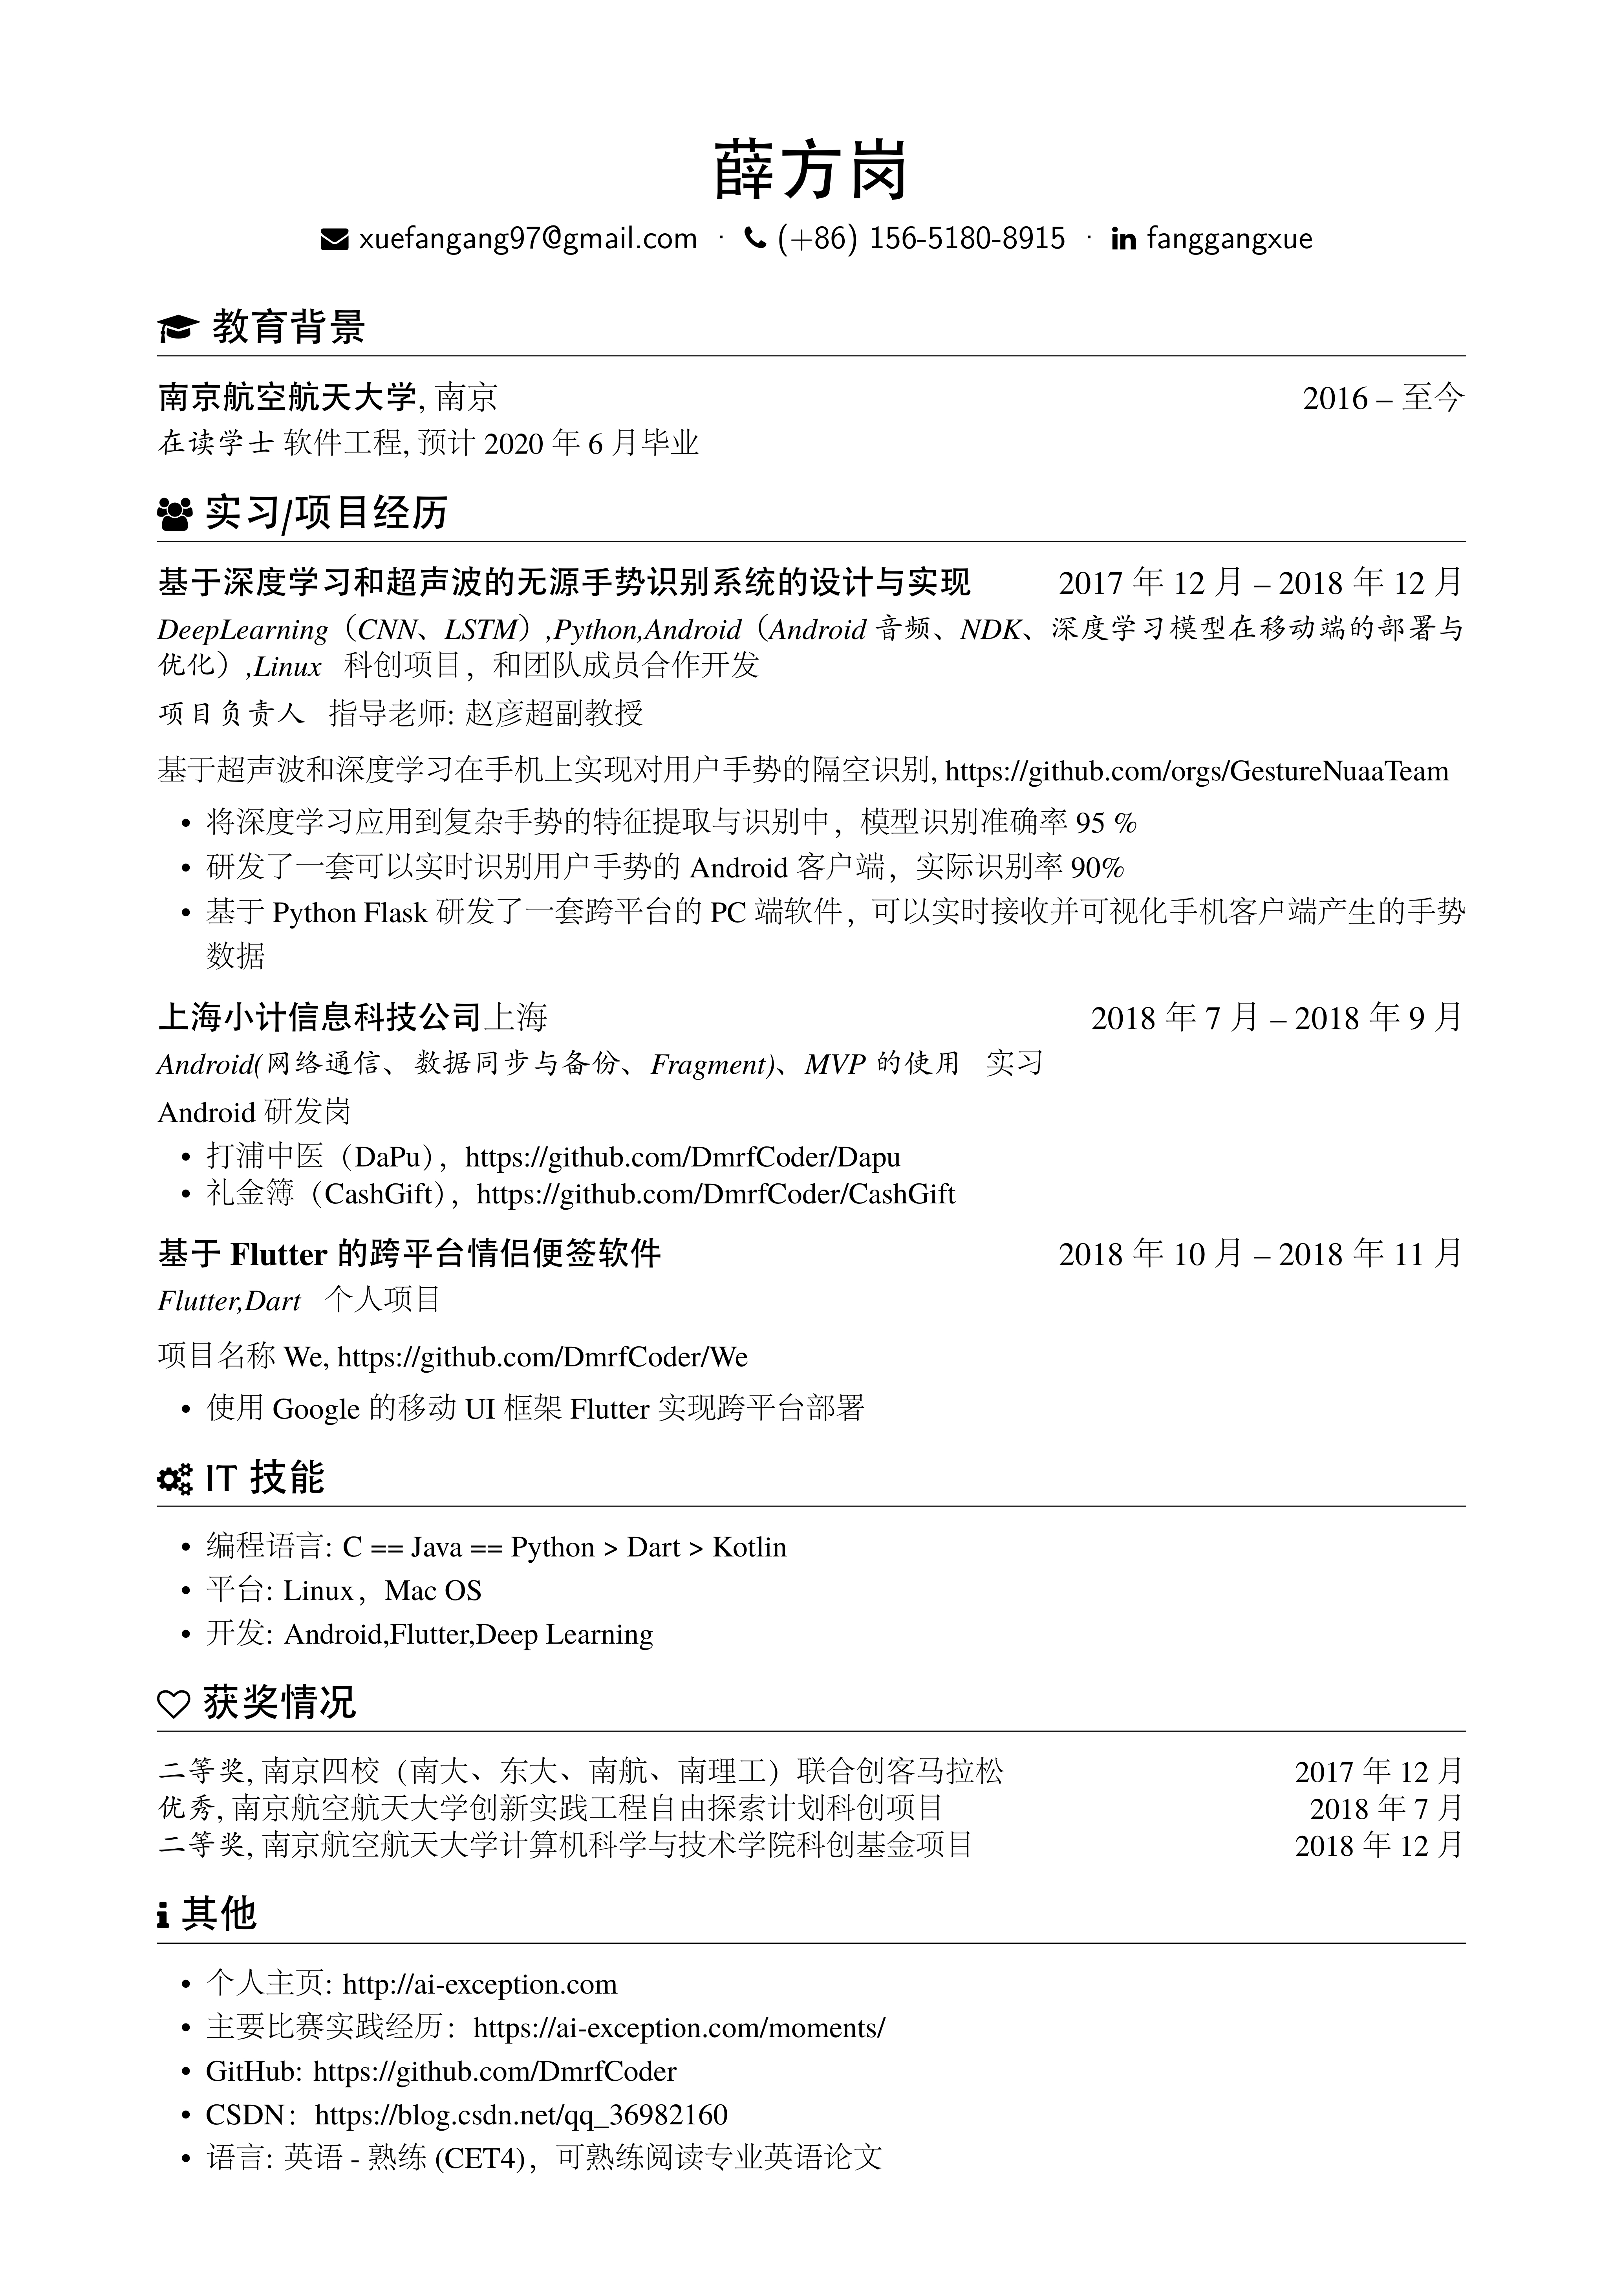 薛方岗
xuefangang97@gmail.com · (+86) 156-5180-8915 · fanggangxue
教育背景
南京航空航天大学, 南京 2016 – 至今
在读学士 软件工程, 预计 2020 年 6 月毕业
实习/项目经历
基于深度学习和超声波的无源手势识别系统的设计与实现 2017 年 12 月 – 2018 年 12 月
DeepLearning（CNN、LSTM）,Python,Android（Android 音频、NDK、深度学习模型在移动端的部署与
优化）,Linux 科创项目，和团队成员合作开发
项目负责人 指导老师: 赵彦超副教授
基于超声波和深度学习在手机上实现对用户手势的隔空识别, https://github.com/orgs/GestureNuaaTeam
• 将深度学习应用到复杂手势的特征提取与识别中，模型识别准确率 95 %
• 研发了一套可以实时识别用户手势的 Android 客户端，实际识别率 90%
• 基于 Python Flask 研发了一套跨平台的 PC 端软件，可以实时接收并可视化手机客户端产生的手势
数据
上海小计信息科技公司上海 2018 年 7 月 – 2018 年 9 月
Android(网络通信、数据同步与备份、Fragment)、MVP 的使用 实习
Android 研发岗
• 打浦中医（DaPu），https://github.com/DmrfCoder/Dapu
• 礼金簿（CashGift），https://github.com/DmrfCoder/CashGift
基于 Flutter 的跨平台情侣便签软件 2018 年 10 月 – 2018 年 11 月
Flutter,Dart 个人项目
项目名称 We, https://github.com/DmrfCoder/We
• 使用 Google 的移动 UI 框架 Flutter 实现跨平台部署
IT 技能
• 编程语言: C == Java == Python > Dart > Kotlin
• 平台: Linux，Mac OS
• 开发: Android,Flutter,Deep Learning
获奖情况
二等奖, 南京四校（南大、东大、南航、南理工）联合创客马拉松 2017 年 12 月
优秀, 南京航空航天大学创新实践工程自由探索计划科创项目 2018 年 7 月
二等奖, 南京航空航天大学计算机科学与技术学院科创基金项目 2018 年 12 月
其他
• 个人主页: http://ai-exception.com
• 主要比赛实践经历：https://ai-exception.com/moments/
• GitHub: https://github.com/DmrfCoder
• CSDN：https://blog.csdn.net/qq_36982160
• 语言: 英语 - 熟练 (CET4)，可熟练阅读专业英语论文